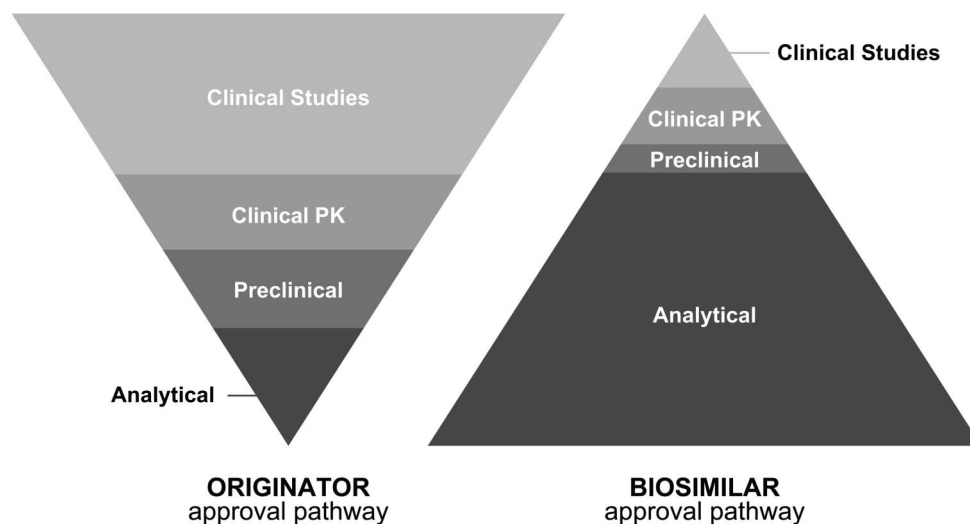 Clinical Studies
Clinical PK
Preclinical
Analytical
ORIGINATOR
approval pathway
Clinical Studies
Clinical PK
Preclinical
Analytical
BIOSIMILAR
approval pathway